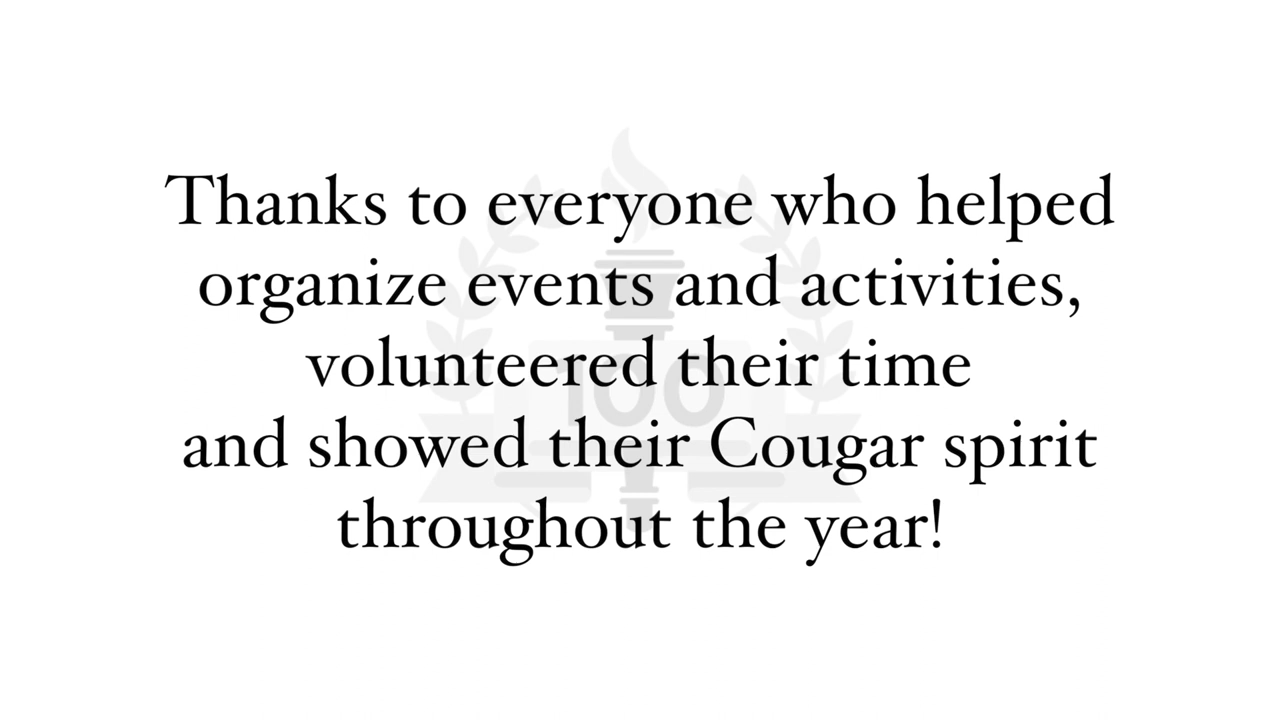 Thanks to everyone who helped
organize events and activities,
volunteered their time
and showed their Cougar spirit
throughout the year!
100